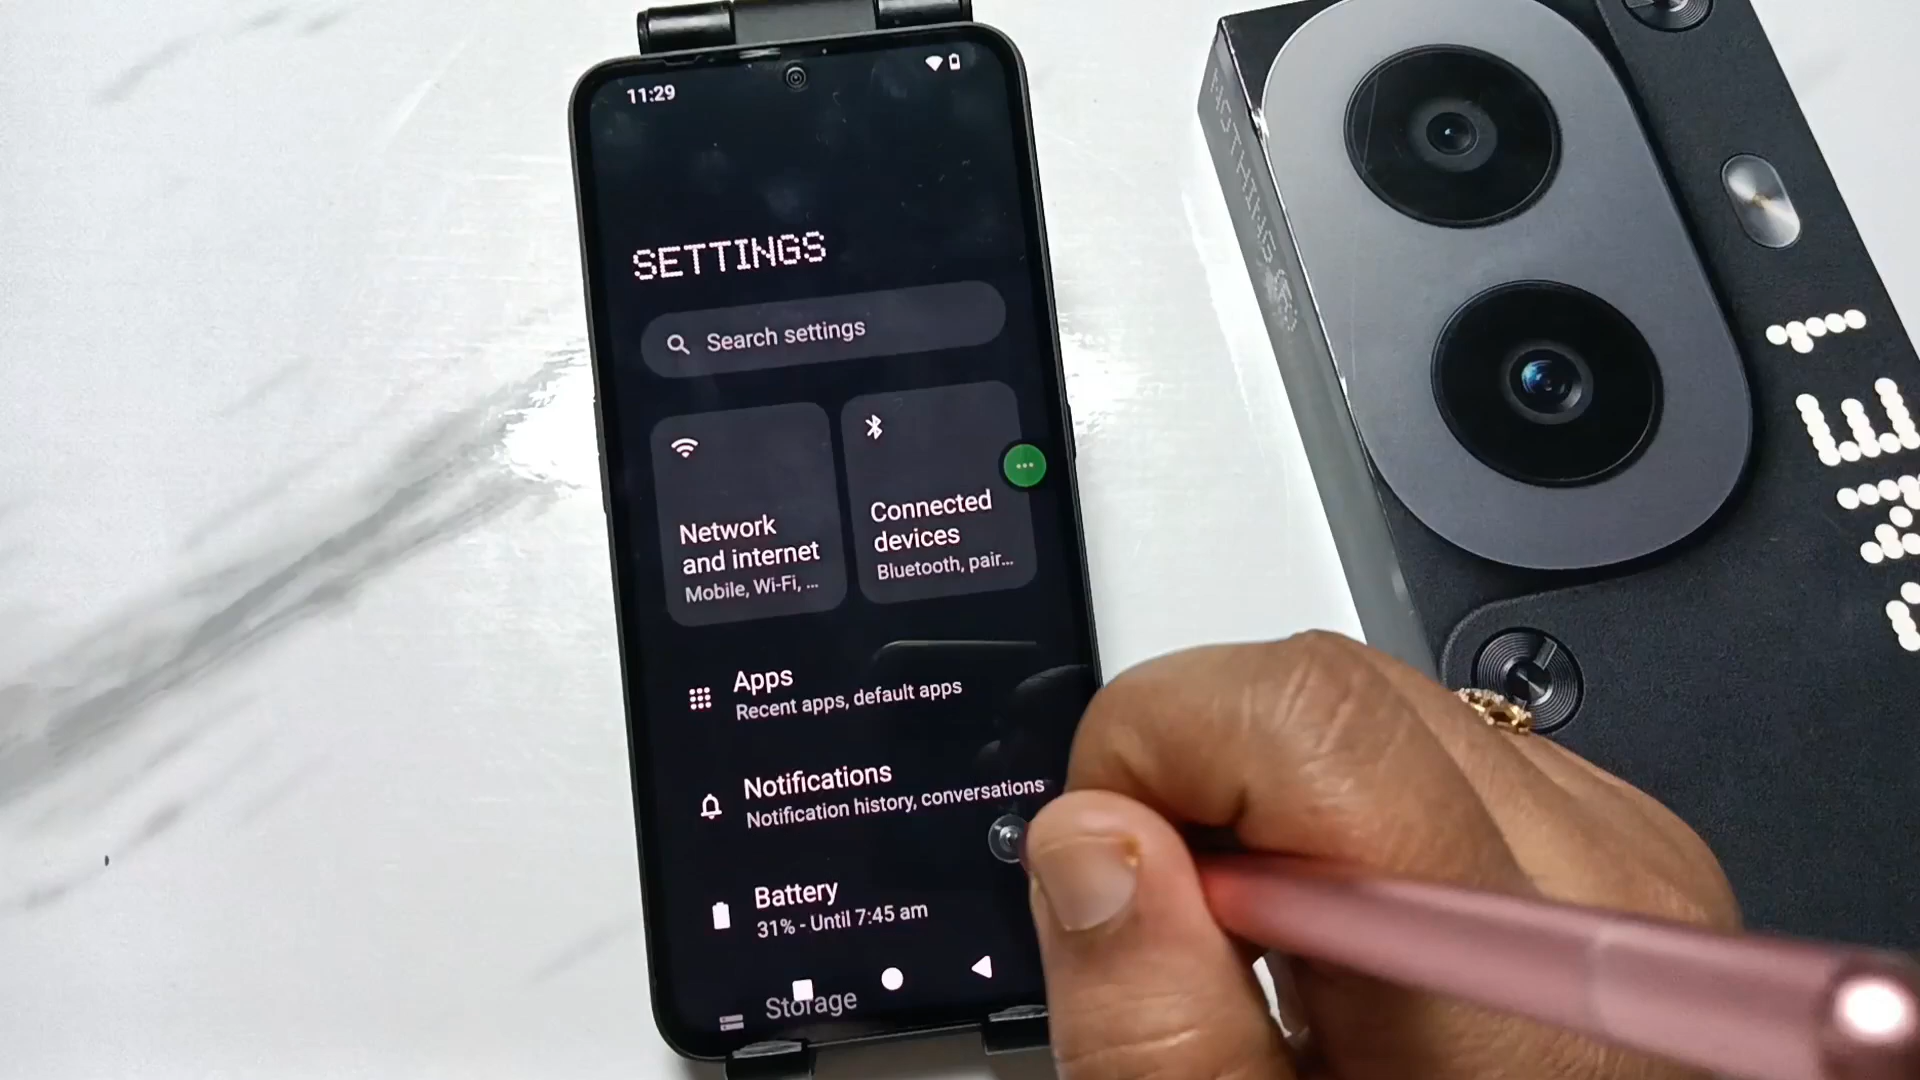 11:29
SETTINGS
Search settings
Network
and internet
Mobile, Wi-Fi, ...
Connected
devices
Bluetooth, pair...
Apps
Recent apps, default apps
Notifications
Notification history, conversations
Battery
31% - Until 7:45 am
Storage